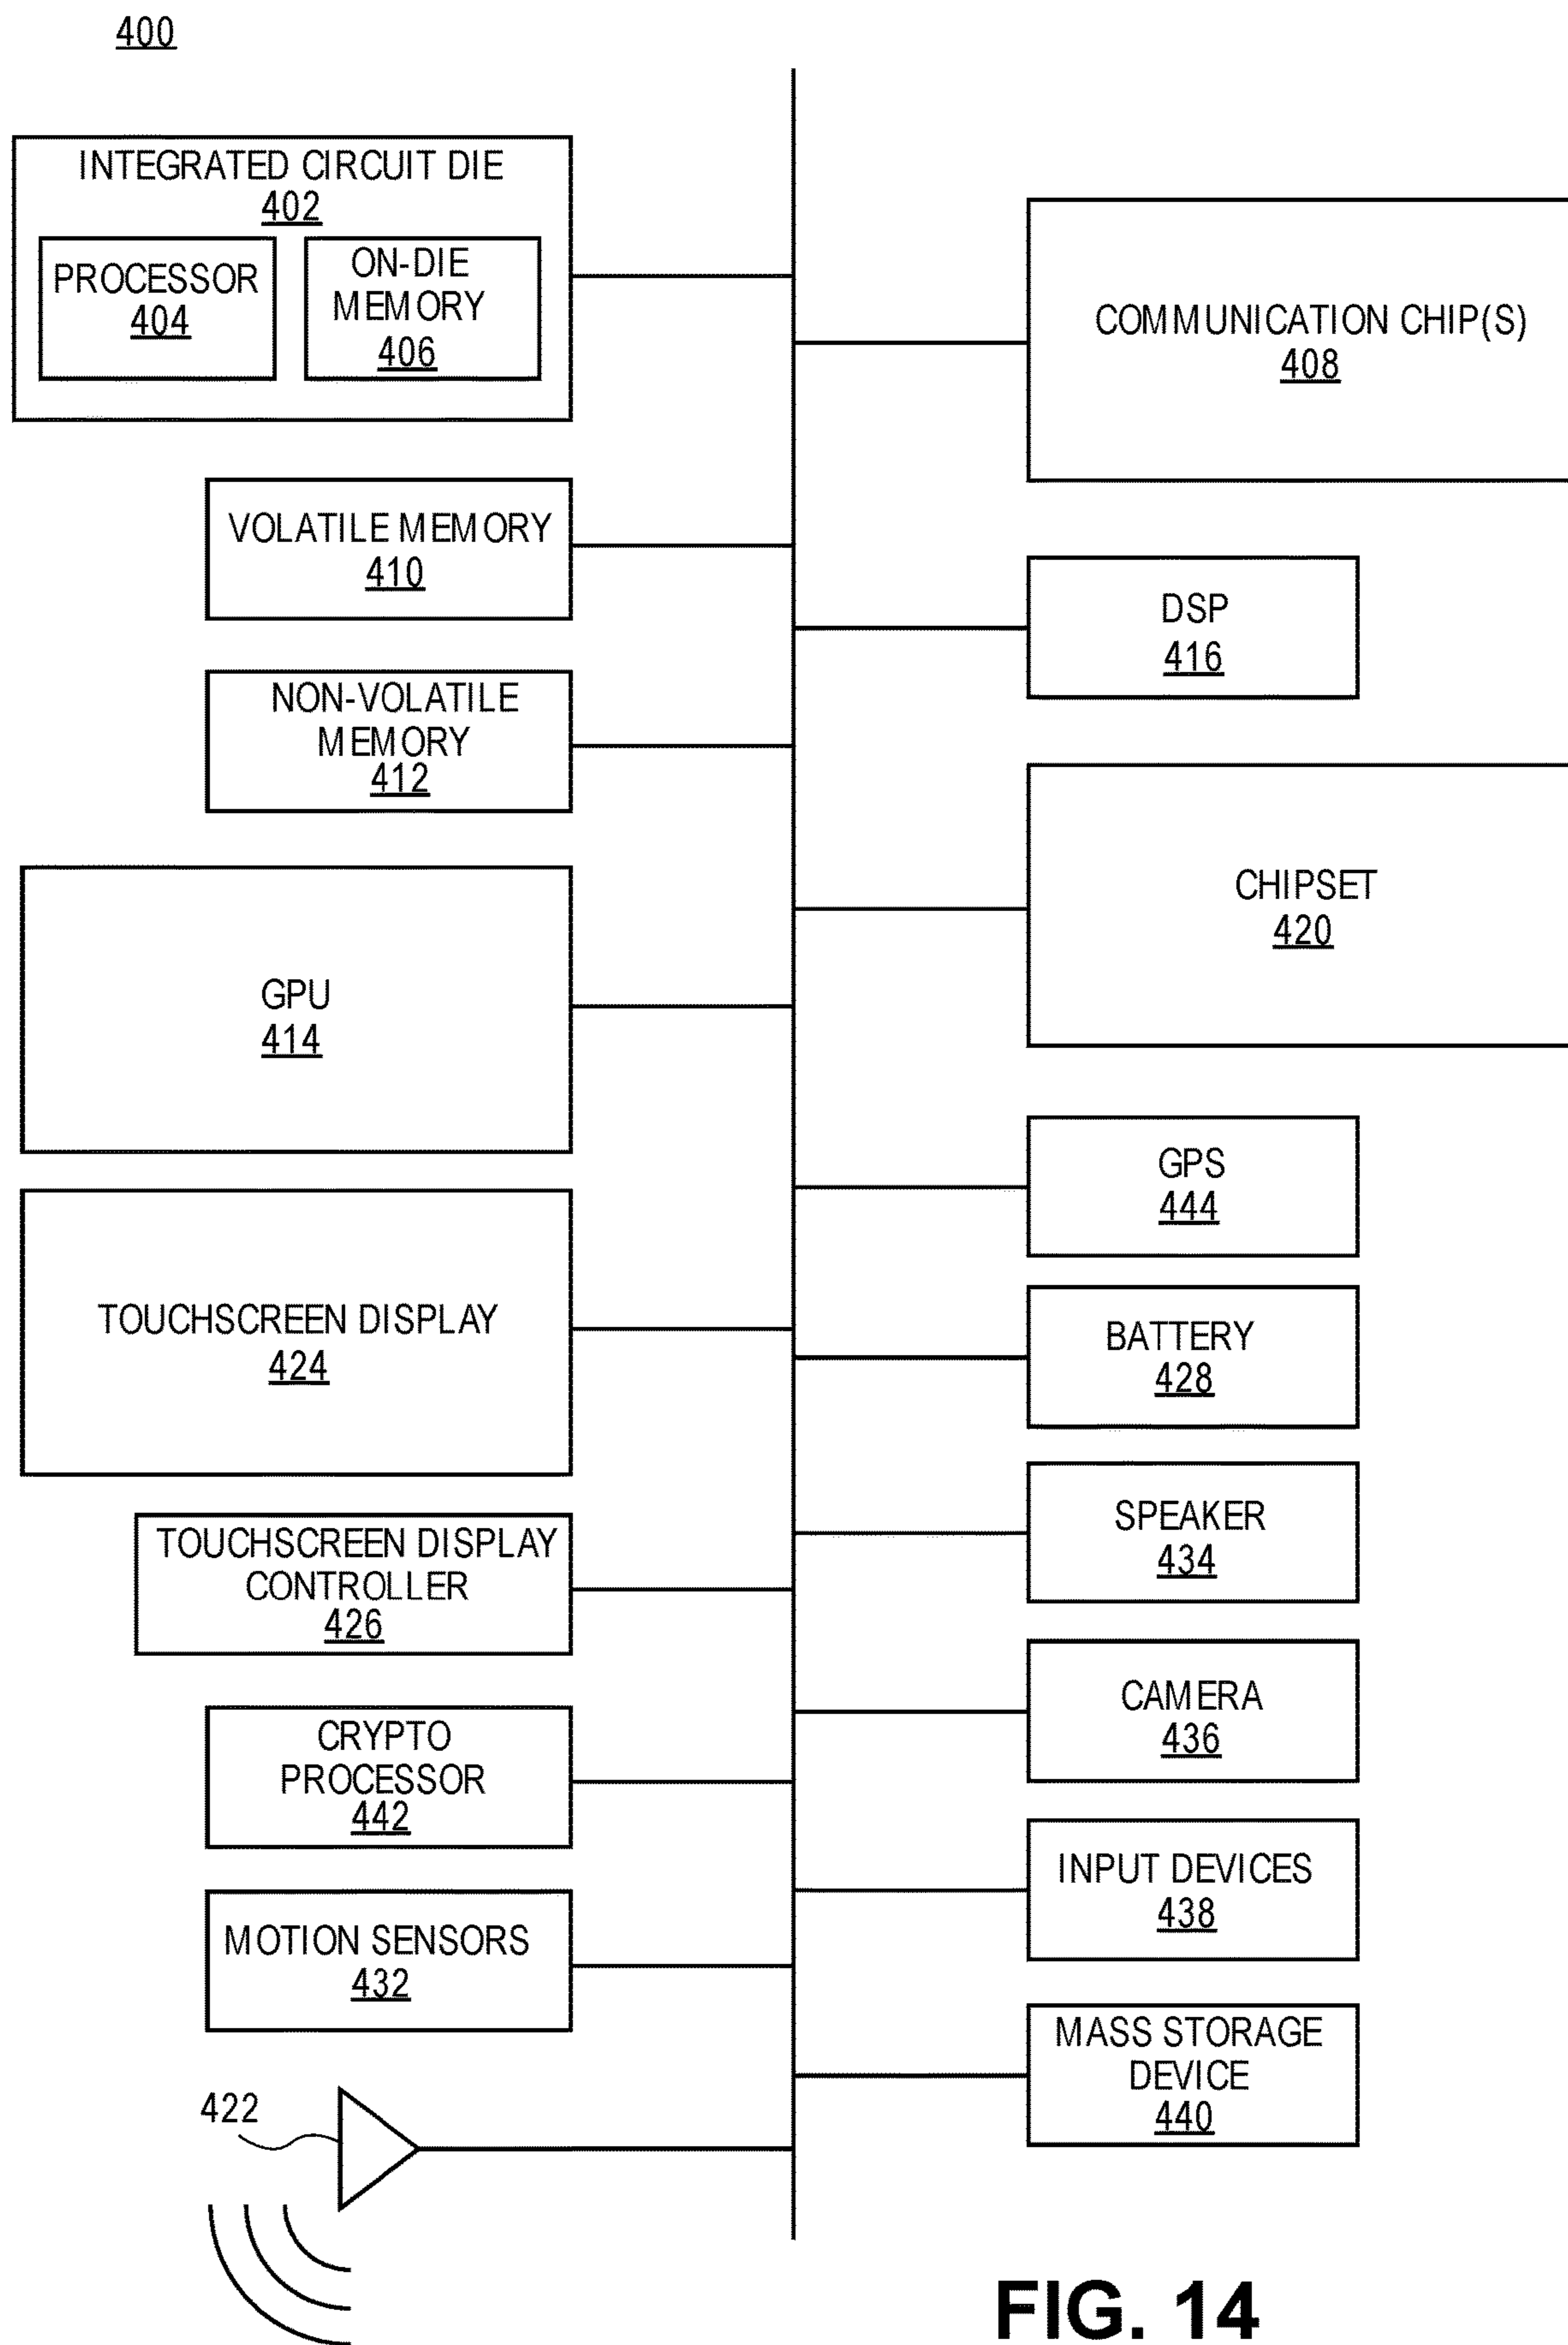 400
INTEGRATED CIRCUIT DIE
402
PROCESSOR
404
ON-DIE
MEMORY
406
VOLATILE MEMORY
410
NON-VOLATILE
MEMORY
412
GPU
414
TOUCHSCREEN DISPLAY
424
TOUCHSCREEN DISPLAY
CONTROLLER
426
CRYPTO
PROCESSOR
442
MOTION SENSORS
432
422
COMMUNICATION CHIP(S)
408
DSP
416
CHIPSET
420
GPS
444
BATTERY
428
SPEAKER
434
CAMERA
436
INPUT DEVICES
438
MASS STORAGE
DEVICE
440
FIG. 14